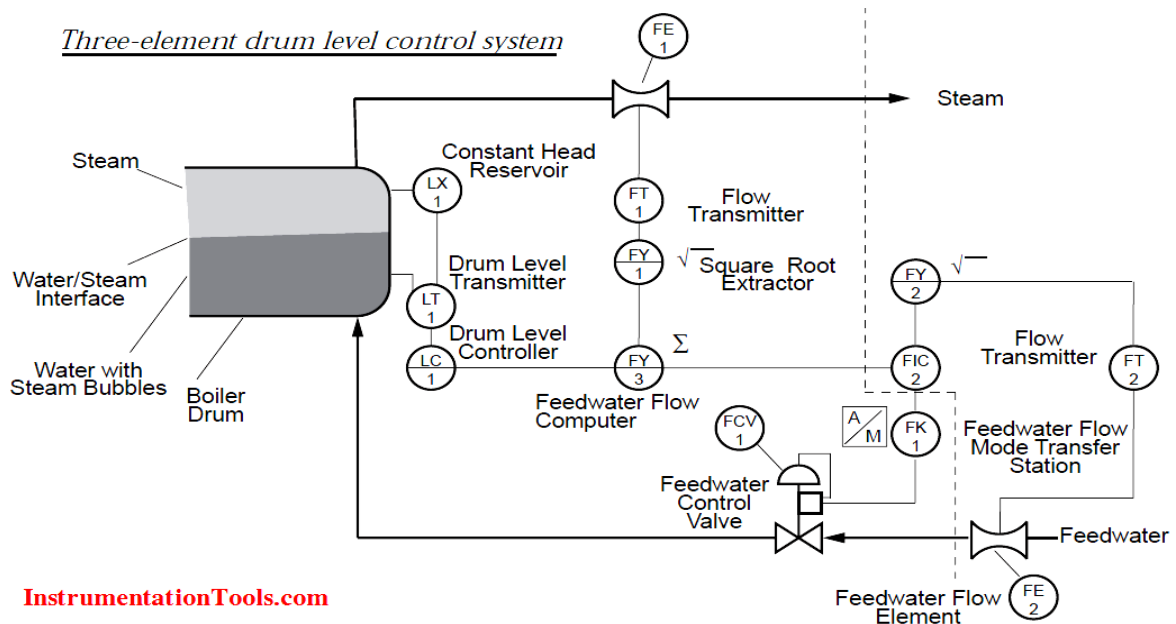 Three-element drum level control system
FE
1
Steam
Steam
Constant Head
Reservoir
LX
1
FT
1
Flow
Transmitter
Water/Steam
Interface
Drum Level
Transmitter
LT
1
FY
1
√ Square Root
Extractor
FY
2
√
Water with
Steam Bubbles
Boiler
Drum
Drum Level
Controller
LC
1
FY
3
Σ
Feedwater Flow
Computer
FIC
2
Flow
Transmitter
FT
2
FCV
1
A
M
FK
1
Feedwater Flow
Mode Transfer
Station
Feedwater
Control
Valve
Feedwater
Feedwater Flow
Element
FE
2
InstrumentationTools.com